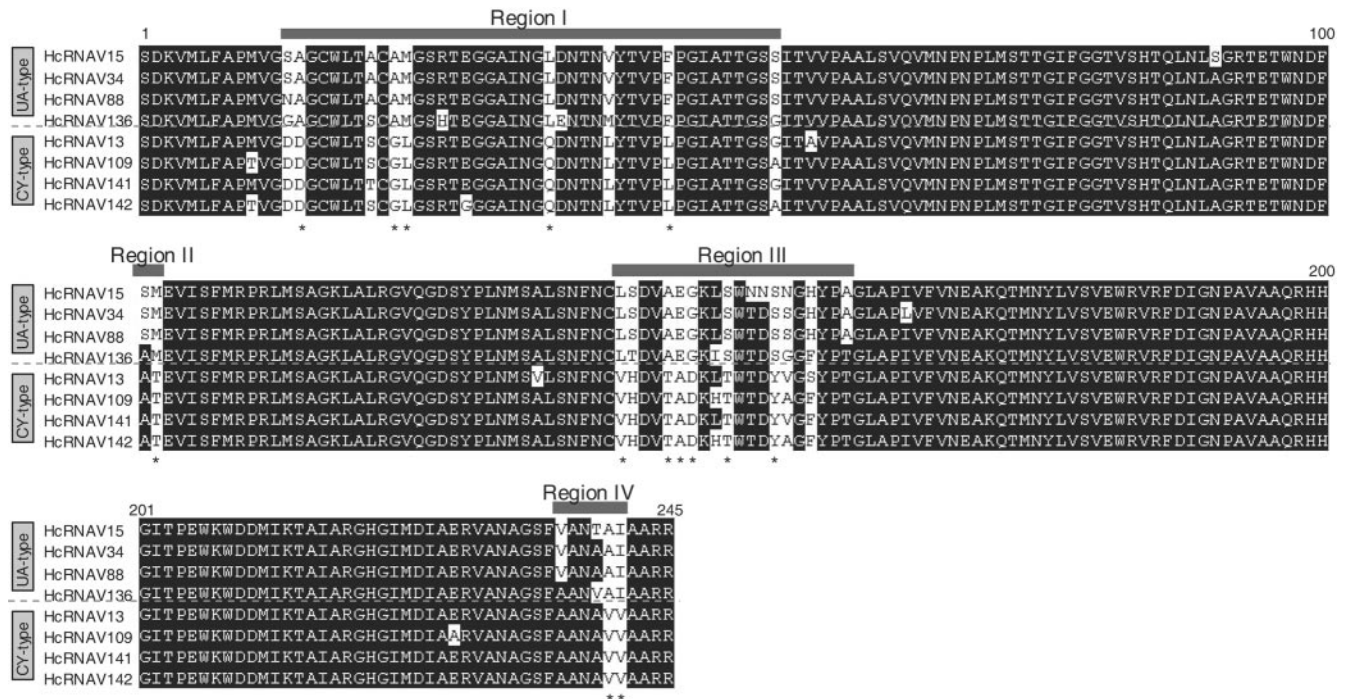 Region I
1 100
UA-type
HcRNAV15 SDKVMLFAPMVGSAGCWLTACAMGSRTEGGAINGLDNTNVYTVPFPGIATTGSSITVVPAALSVQVMNPNPLMSTTGIFGGTVSHTQLNLSGRTETWNDF
HcRNAV34 SDKVMLFAPMVGSAGCWLTACAMGSRTEGGAINGLDNTNVYTVPFPGIATTGSSITVVPAALSVQVMNPNPLMSTTGIFGGTVSHTQLNLAGRTETWNDF
HcRNAV88 SDKVMLFAPMVGNAGCWLTACAMGSRTEGGAINGLDNTNVYTVPFPGIATTGSSITVVPAALSVQVMNPNPLMSTTGIFGGTVSHTQLNLAGRTETWNDF
HcRNAV136 SDKVMLFAPMVGGAGCWLTSCAMGSHTEGGAINGLENTNMYTVPFPGIATTGSGITVVPAALSVQVMNPNPLMSTTGIFGGTVSHTQLNLAGRTETWNDF
CY-type
HcRNAV13 SDKVMLFAPMVGDDGCWLTSCGLGSRTEGGAINGQDNTNLYTVPLPGIATTGSGITAVPAALSVQVMNPNPLMSTTGIFGGTVSHTQLNLAGRTETWNDF
HcRNAV109 SDKVMLFAPTVGDDGCWLTSCGLGSRTEGGAINGQDNTNLYTVPLPGIATTGSAITVVPAALSVQVMNPNPLMSTTGIFGGTVSHTQLNLAGRTETWNDF
HcRNAV141 SDKVMLFAPMVGDDGCWLTTCGLGSRTEGGAINGQDNTNLYTVPLPGIATTGSGITVVPAALSVQVMNPNPLMSTTGIFGGTVSHTQLNLAGRTETWNDF
HcRNAV142 SDKVMLFAPTVGDDGCWLTSCGLGSRTGGGAINGQDNTNLYTVPLPGIATTGSAITVVPAALSVQVMNPNPLMSTTGIFGGTVSHTQLNLAGRTETWNDF
* * * * *
Region II Region III
200
UA-type
HcRNAV15 SMEVISFMRPRLMSAGKLALRGVQGDSYPLNMSALSNFNCLSDVAEGKLSWNNSNGHYPAGLAPIVFVNEAKQTMNYLVSVEWRVRFDIGNPAVAAQRHH
HcRNAV34 SMEVISFMRPRLMSAGKLALRGVQGDSYPLNMSALSNFNCLSDVAEGKLSWTDSSGHYPAGLAPLVFVNEAKQTMNYLVSVEWRVRFDIGNPAVAAQRHH
HcRNAV88 SMEVISFMRPRLMSAGKLALRGVQGDSYPLNMSALSNFNCLSDVAEGKLSWTDSSGHYPAGLAPIVFVNEAKQTMNYLVSVEWRVRFDIGNPAVAAQRHH
HcRNAV136 AMEVISFMRPRLMSAGKLALRGVQGDSYPLNMSALSNFNCLTDVAEGKISWTDSGGFYPTGLAPIVFVNEAKQTMNYLVSVEWRVRFDIGNPAVAAQRHH
CY-type
HcRNAV13 ATEVISFMRPRLMSAGKLALRGVQGDSYPLNMSVLSNFNCVHDVTADKLTWTDYVGSYPTGLAPIVFVNEAKQTMNYLVSVEWRVRFDIGNPAVAAQRHH
HcRNAV109 ATEVISFMRPRLMSAGKLALRGVQGDSYPLNMSALSNFNCVHDVTADKHTWTDYAGFYPTGLAPIVFVNEAKQTMNYLVSVEWRVRFDIGNPAVAAQRHH
HcRNAV141 ATEVISFMRPRLMSAGKLALRGVQGDSYPLNMSALSNFNCVHDVTADKLTWTDYVGSYPTGLAPIVFVNEAKQTMNYLVSVEWRVRFDIGNPAVAAQRHH
HcRNAV142 ATEVISFMRPRLMSAGKLALRGVQGDSYPLNMSALSNFNCVHDVTADKHTWTDYAGFYPTGLAPIVFVNEAKQTMNYLVSVEWRVRFDIGNPAVAAQRHH
* * *** * *
Region IV
201 245
UA-type
HcRNAV15 GITPEWKWDDMIKTAIARGHGIMDIAERVANAGSFVANTAIAARR
HcRNAV34 GITPEWKWDDMIKTAIARGHGIMDIAERVANAGSFVANAAIAARR
HcRNAV88 GITPEWKWDDMIKTAIARGHGIMDIAERVANAGSFVANAAIAARR
HcRNAV136 GITPEWKWDDMIKTAIARGHGIMDIAERVANAGSFAANVAIAARR
CY-type
HcRNAV13 GITPEWKWDDMIKTAIARGHGIMDIAERVANAGSFAANAVVAARR
HcRNAV109 GITPEWKWDDMIKTAIARGHGIMDIAARVANAGSFAANAVVAARR
HcRNAV141 GITPEWKWDDMIKTAIARGHGIMDIAERVANAGSFAANAVVAARR
HcRNAV142 GITPEWKWDDMIKTAIARGHGIMDIAERVANAGSFAANAVVAARR
**